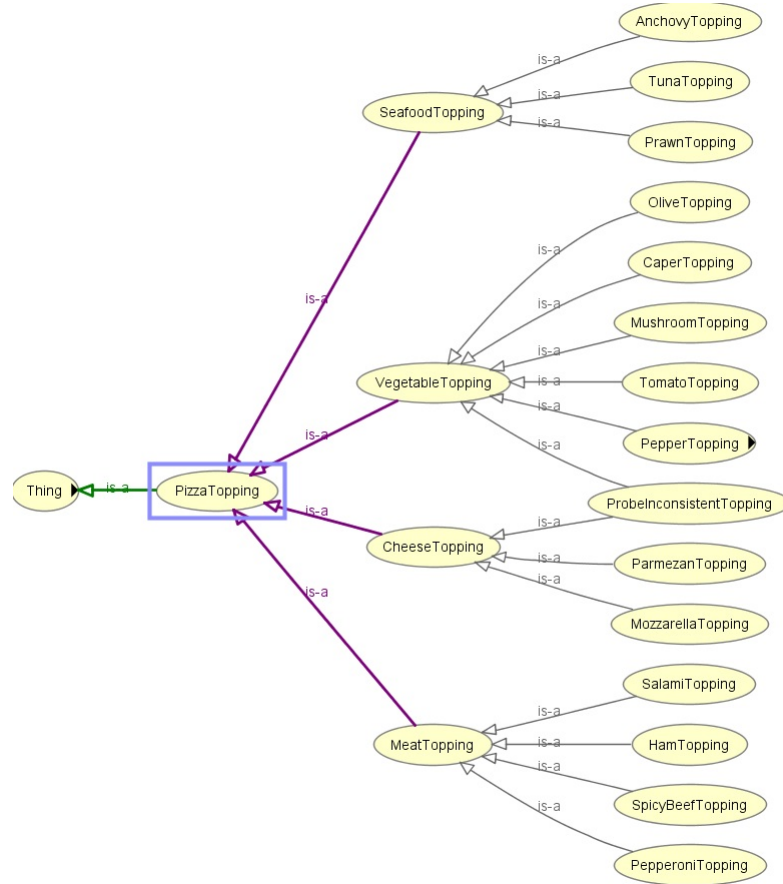 AnchovyTopping
is-a
TunaTopping
is-a
SeafoodTopping
is-a
PrawnTopping
OliveTopping
is-a
CaperTopping
is-a
is-a
MushroomTopping
is-a
VegetableTopping
is-a
TomatoTopping
is-a
is-a
PepperTopping
is-a
Thing
is-a
PizzaTopping
ProbeInconsistentTopping
is-a
is-a
CheeseTopping
is-a
ParmezanTopping
is-a
is-a
MozzarellaTopping
SalamiTopping
is-a
MeatTopping
is-a
HamTopping
is-a
SpicyBeefTopping
is-a
PepperoniTopping